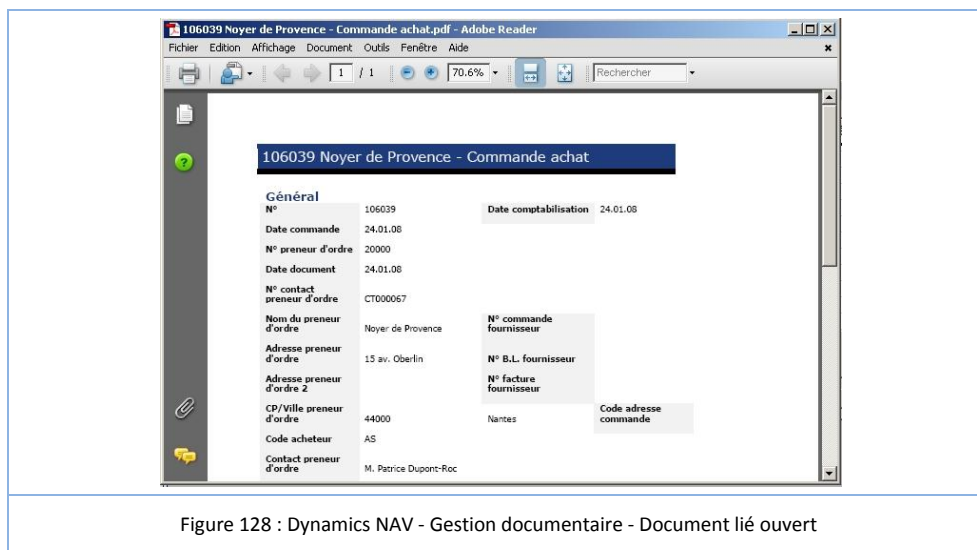 106039 Noyer de Provence - Commande achat.pdf - Adobe Reader
Fichier Edition Affichage Document Outils Fenêtre Aide
1 / 1 70.6% Rechercher
106039 Noyer de Provence - Commande achat
Général
N° 106039 Date comptabilisation 24.01.08
Date commande 24.01.08
N° preneur d'ordre 20000
Date document 24.01.08
N° contact
preneur d'ordre CT000067
Nom du preneur N° commande
d'ordre Noyer de Provence fournisseur
Adresse preneur
d'ordre 15 av. Oberlin N° B.L. fournisseur
Adresse preneur N° facture
d'ordre 2 fournisseur
CP/Ville preneur Code adresse
d'ordre 44000 Nantes commande
Code acheteur AS
Contact preneur
d'ordre M. Patrice Dupont-Roc
Figure 128 : Dynamics NAV - Gestion documentaire - Document lié ouvert